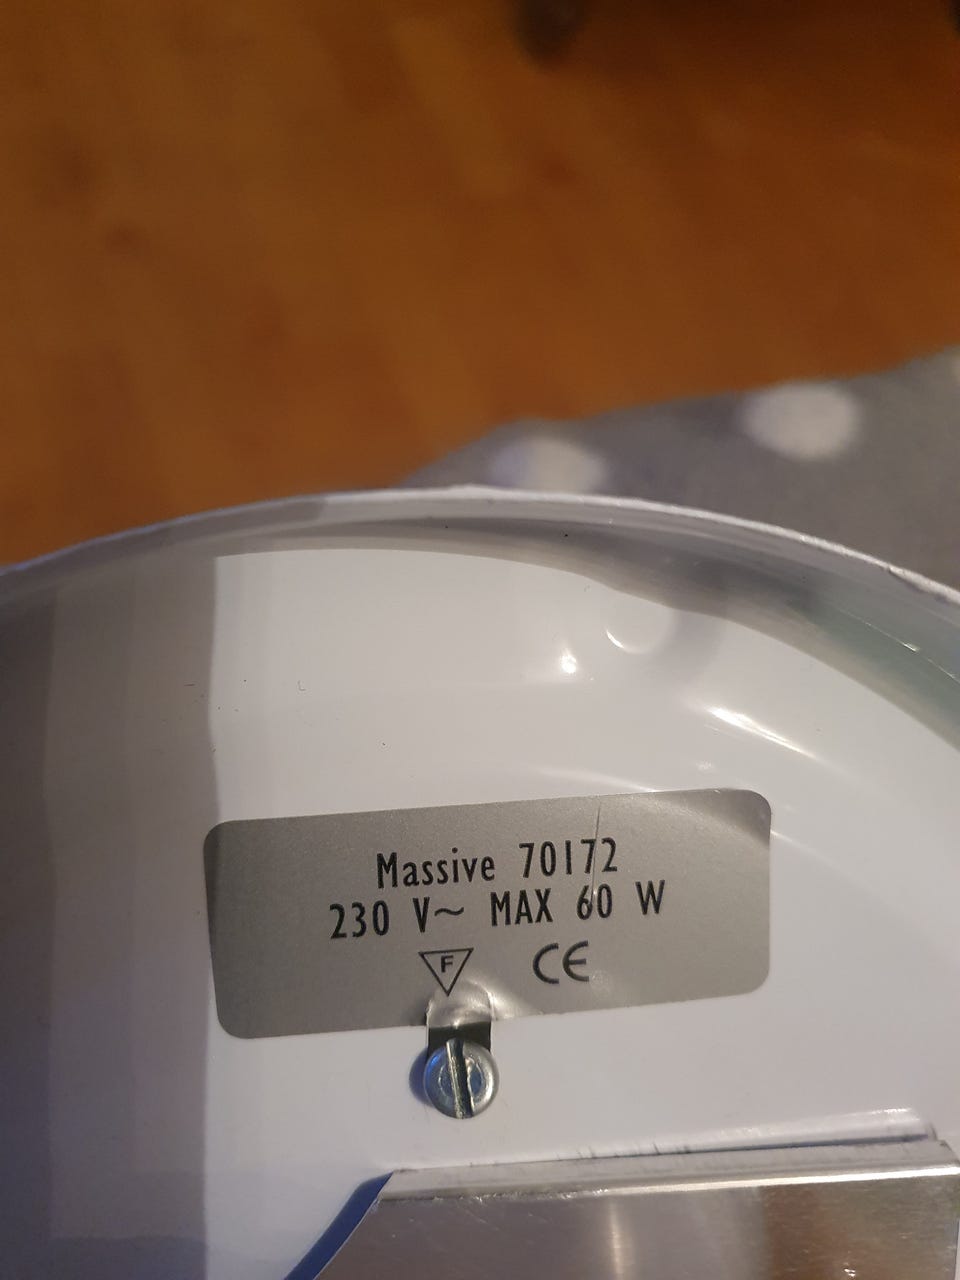 Massive 70172
230 V~ MAX 60 W
F CE